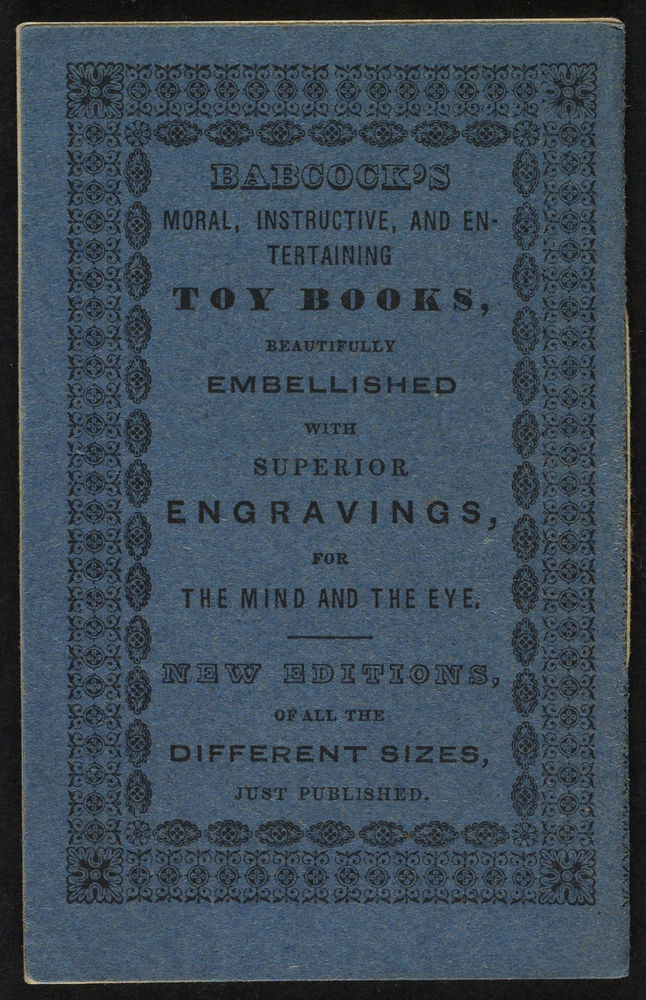 BABCOCK'S
MORAL, INSTRUCTIVE, AND EN-
TERTAINING
TOY BOOKS,
BEAUTIFULLY
EMBELLISHED
WITH
SUPERIOR
ENGRAVINGS,
FOR
THE MIND AND THE EYE.
NEW EDITIONS,
OF ALL THE
DIFFERENT SIZES,
JUST PUBLISHED.